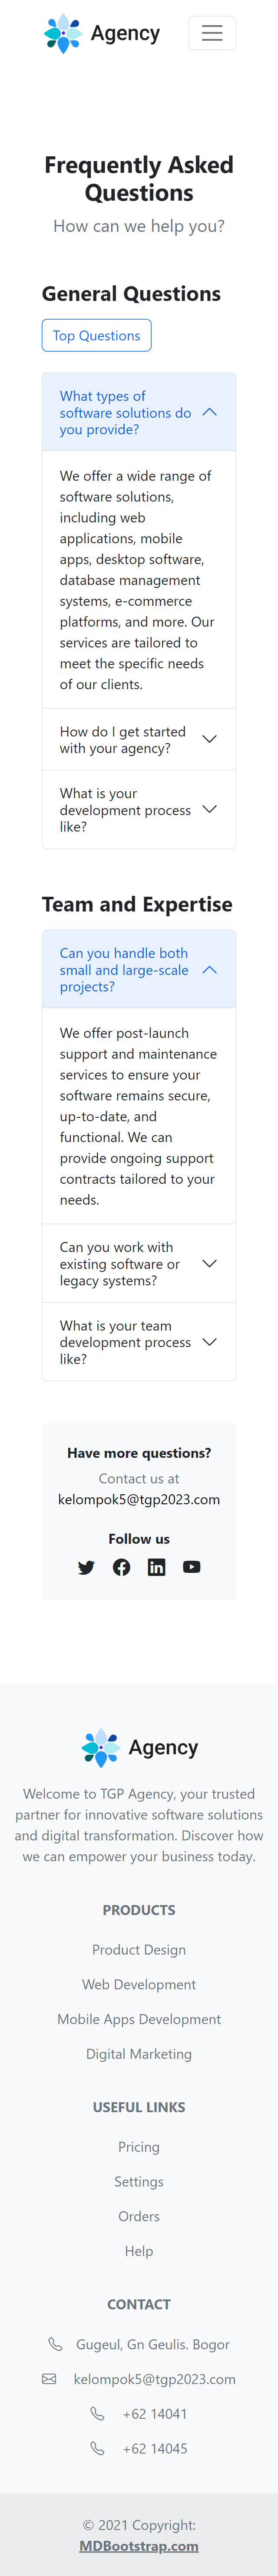 Agency
Frequently Asked
Questions
How can we help you?
General Questions
Top Questions
What types of
software solutions do
you provide?
We offer a wide range of
software solutions,
including web
applications, mobile
apps, desktop software,
database management
systems, e-commerce
platforms, and more. Our
services are tailored to
meet the specific needs
of our clients.
How do I get started
with your agency?
What is your
development process
like?
Team and Expertise
Can you handle both
small and large-scale
projects?
We offer post-launch
support and maintenance
services to ensure your
software remains secure,
up-to-date, and
functional. We can
provide ongoing support
contracts tailored to your
needs.
Can you work with
existing software or
legacy systems?
What is your team
development process
like?
Have more questions?
Contact us at
kelompok5@tgp2023.com
Follow us
Agency
Welcome to TGP Agency, your trusted
partner for innovative software solutions
and digital transformation. Discover how
we can empower your business today.
PRODUCTS
Product Design
Web Development
Mobile Apps Development
Digital Marketing
USEFUL LINKS
Pricing
Settings
Orders
Help
CONTACT
Gugeul, Gn Geulis. Bogor
kelompok5@tgp2023.com
+62 14041
+62 14045
© 2021 Copyright:
MDBootstrap.com